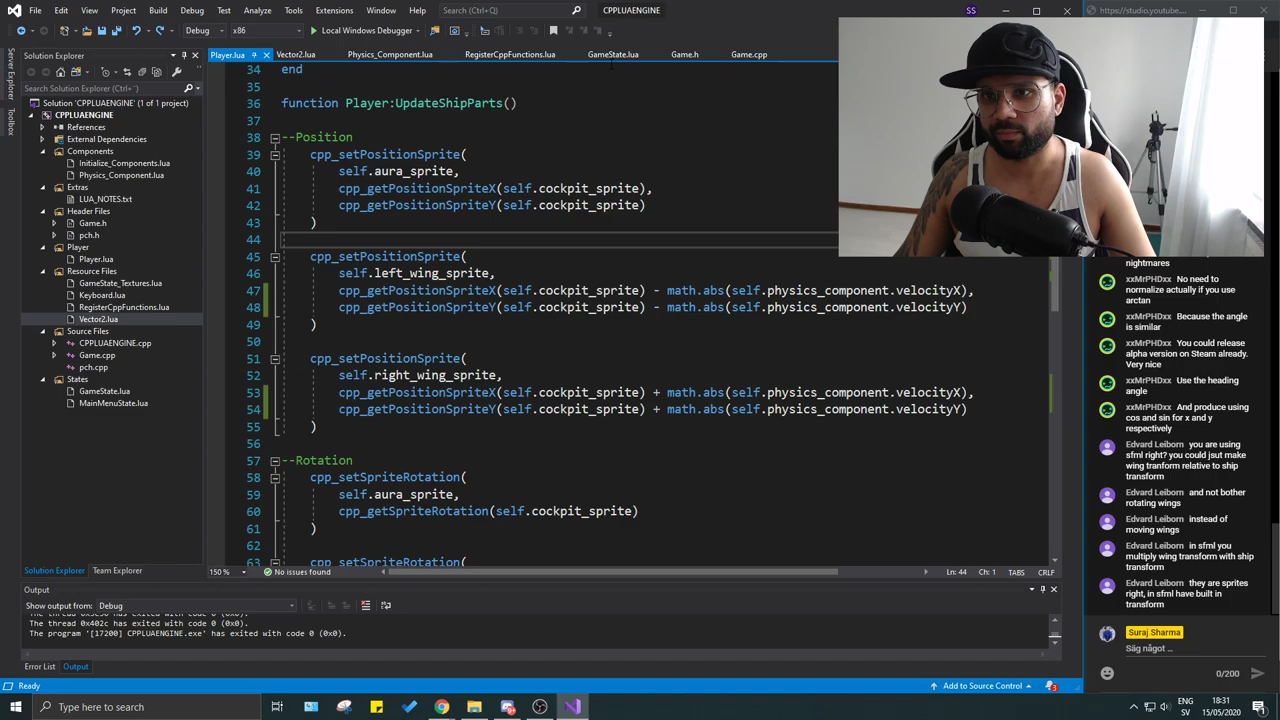 File Edit View Project Build Debug Test Analyze Tools Extensions Window Help
Search (Ctrl+Q)
CPPLUAENGINE
SS
https://studio.youtube.
Debug x86 Local Windows Debugger
Server Explorer
Toolbox
Solution Explorer
Search Solution Explorer (Ctrl+
Solution 'CPPLUAENGINE' (1 of 1 project)
CPPLUAENGINE
References
External Dependencies
Components
Initialize_Components.lua
Physics_Component.lua
Extras
LUA_NOTES.txt
Header Files
Game.h
pch.h
Player
Player.lua
Resource Files
GameState_Textures.lua
Keyboard.lua
RegisterCppFunctions.lua
Vector2.lua
Source Files
CPPLUAENGINE.cpp
Game.cpp
pch.cpp
States
GameState.lua
MainMenuState.lua
Solution Explorer Team Explorer
Player.lua Vector2.lua Physics_Component.lua RegisterCppFunctions.lua GameState.lua Game.h Game.cpp
34 end
35
36 function Player:UpdateShipParts()
37
38 --Position
39 cpp_setPositionSprite(
40 self.aura_sprite,
41 cpp_getPositionSpriteX(self.cockpit_sprite),
42 cpp_getPositionSpriteY(self.cockpit_sprite)
43 )
44
45 cpp_setPositionSprite(
46 self.left_wing_sprite,
47 cpp_getPositionSpriteX(self.cockpit_sprite) - math.abs(self.physics_component.velocityX),
48 cpp_getPositionSpriteY(self.cockpit_sprite) - math.abs(self.physics_component.velocityY)
49 )
50
51 cpp_setPositionSprite(
52 self.right_wing_sprite,
53 cpp_getPositionSpriteX(self.cockpit_sprite) + math.abs(self.physics_component.velocityX),
54 cpp_getPositionSpriteY(self.cockpit_sprite) + math.abs(self.physics_component.velocityY)
55 )
56
57 --Rotation
58 cpp_setSpriteRotation(
59 self.aura_sprite,
60 cpp_getSpriteRotation(self.cockpit_sprite)
61 )
62
63 cpp_setSpriteRotation(
150 % No issues found Ln: 44 Ch: 1 TABS CRLF
Output
Show output from: Debug
The thread 0x402c has exited with code 0 (0x0).
The program '[17200] CPPLUAENGINE.exe' has exited with code 0 (0x0).
Error List Output
Ready
Add to Source Control
3
nightmares
xxMrPHDxx No need to
normalize actually if you use
arctan
xxMrPHDxx Because the angle
is similar
xxMrPHDxx You could release
alpha version on Steam already.
Very nice
xxMrPHDxx Use the heading
angle
xxMrPHDxx And produce using
cos and sin for x and y
respectively
Edvard Leiborn you are using
sfml right? you could jsut make
wing tranform relative to ship
transform
Edvard Leiborn and not bother
rotating wings
Edvard Leiborn instead of
moving wings
Edvard Leiborn in sfml you
multiply wing transform with ship
transform
Edvard Leiborn they are sprites
right, in sfml have built in
transform
Suraj Sharma
Säg något ...
0/200
Type here to search
ENG
SV
18:31
15/05/2020
1